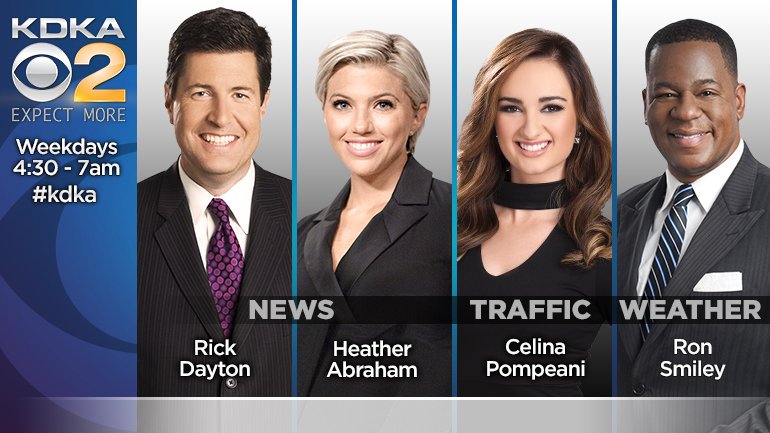 KDKA
2
EXPECT MORE
Weekdays
4:30 - 7am
#kdka
NEWS
TRAFFIC
WEATHER
Rick
Dayton
Heather
Abraham
Celina
Pompeani
Ron
Smiley